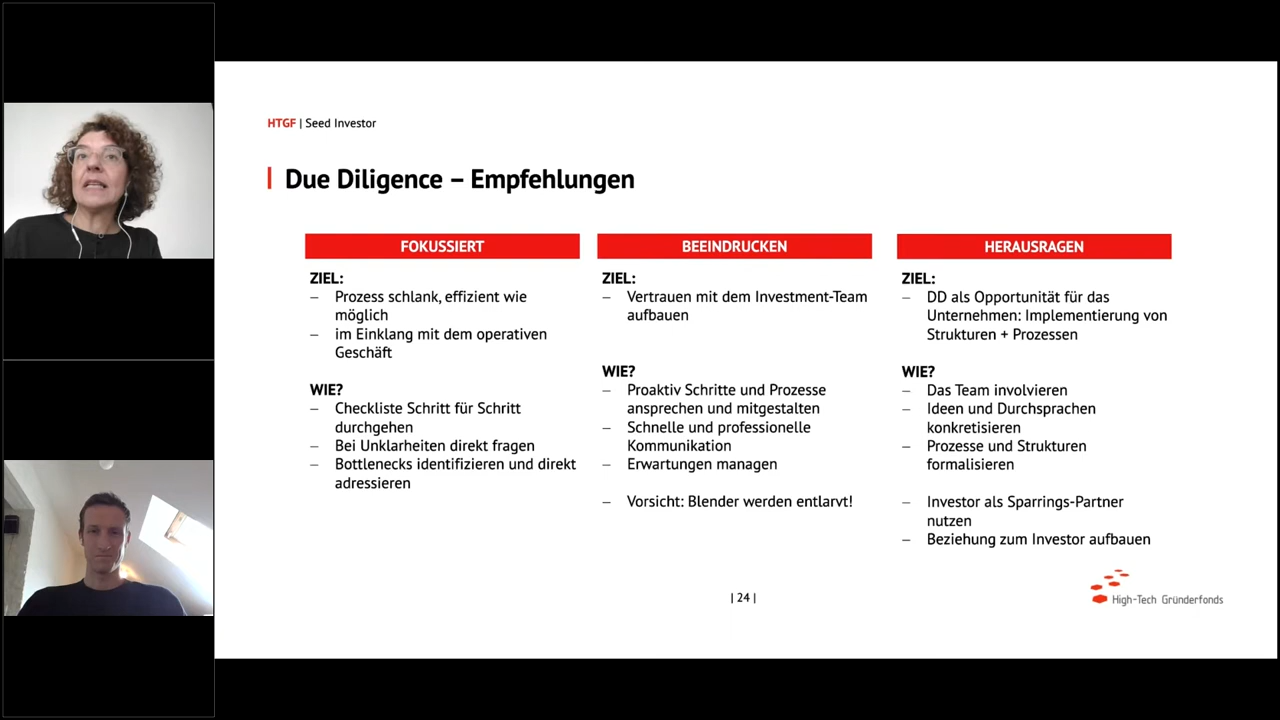 HTGF | Seed Investor
Due Diligence – Empfehlungen
FOKUSSIERT
ZIEL:
– Prozess schlank, effizient wie
möglich
– im Einklang mit dem operativen
Geschäft
WIE?
– Checkliste Schritt für Schritt
durchgehen
– Bei Unklarheiten direkt fragen
– Bottlenecks identifizieren und direkt
adressieren
BEEINDRUCKEN
ZIEL:
– Vertrauen mit dem Investment-Team
aufbauen
WIE?
– Proaktiv Schritte und Prozesse
ansprechen und mitgestalten
– Schnelle und professionelle
Kommunikation
– Erwartungen managen
– Vorsicht: Blender werden entlarvt!
HERAUSRAGEN
ZIEL:
– DD als Opportunität für das
Unternehmen: Implementierung von
Strukturen + Prozessen
WIE?
– Das Team involvieren
– Ideen und Durchsprachen
konkretisieren
– Prozesse und Strukturen
formalisieren
– Investor als Sparrings-Partner
nutzen
– Beziehung zum Investor aufbauen
| 24 |
High-Tech Gründerfonds